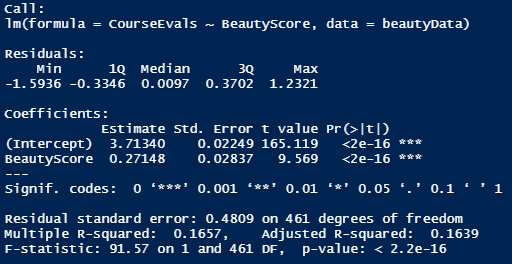 Call:
lm(formula = CourseEvals ~ BeautyScore, data = beautyData)
Residuals:
Min 1Q Median 3Q Max
-1.5936 -0.3346 0.0097 0.3702 1.2321
Coefficients:
Estimate Std. Error t value Pr(>|t|)
(Intercept) 3.71340 0.02249 165.119 <2e-16 ***
BeautyScore 0.27148 0.02837 9.569 <2e-16 ***
---
Signif. codes: 0 ‘***’ 0.001 ‘**’ 0.01 ‘*’ 0.05 ‘.’ 0.1 ‘ ’ 1
Residual standard error: 0.4809 on 461 degrees of freedom
Multiple R-squared: 0.1657, Adjusted R-squared: 0.1639
F-statistic: 91.57 on 1 and 461 DF, p-value: < 2.2e-16